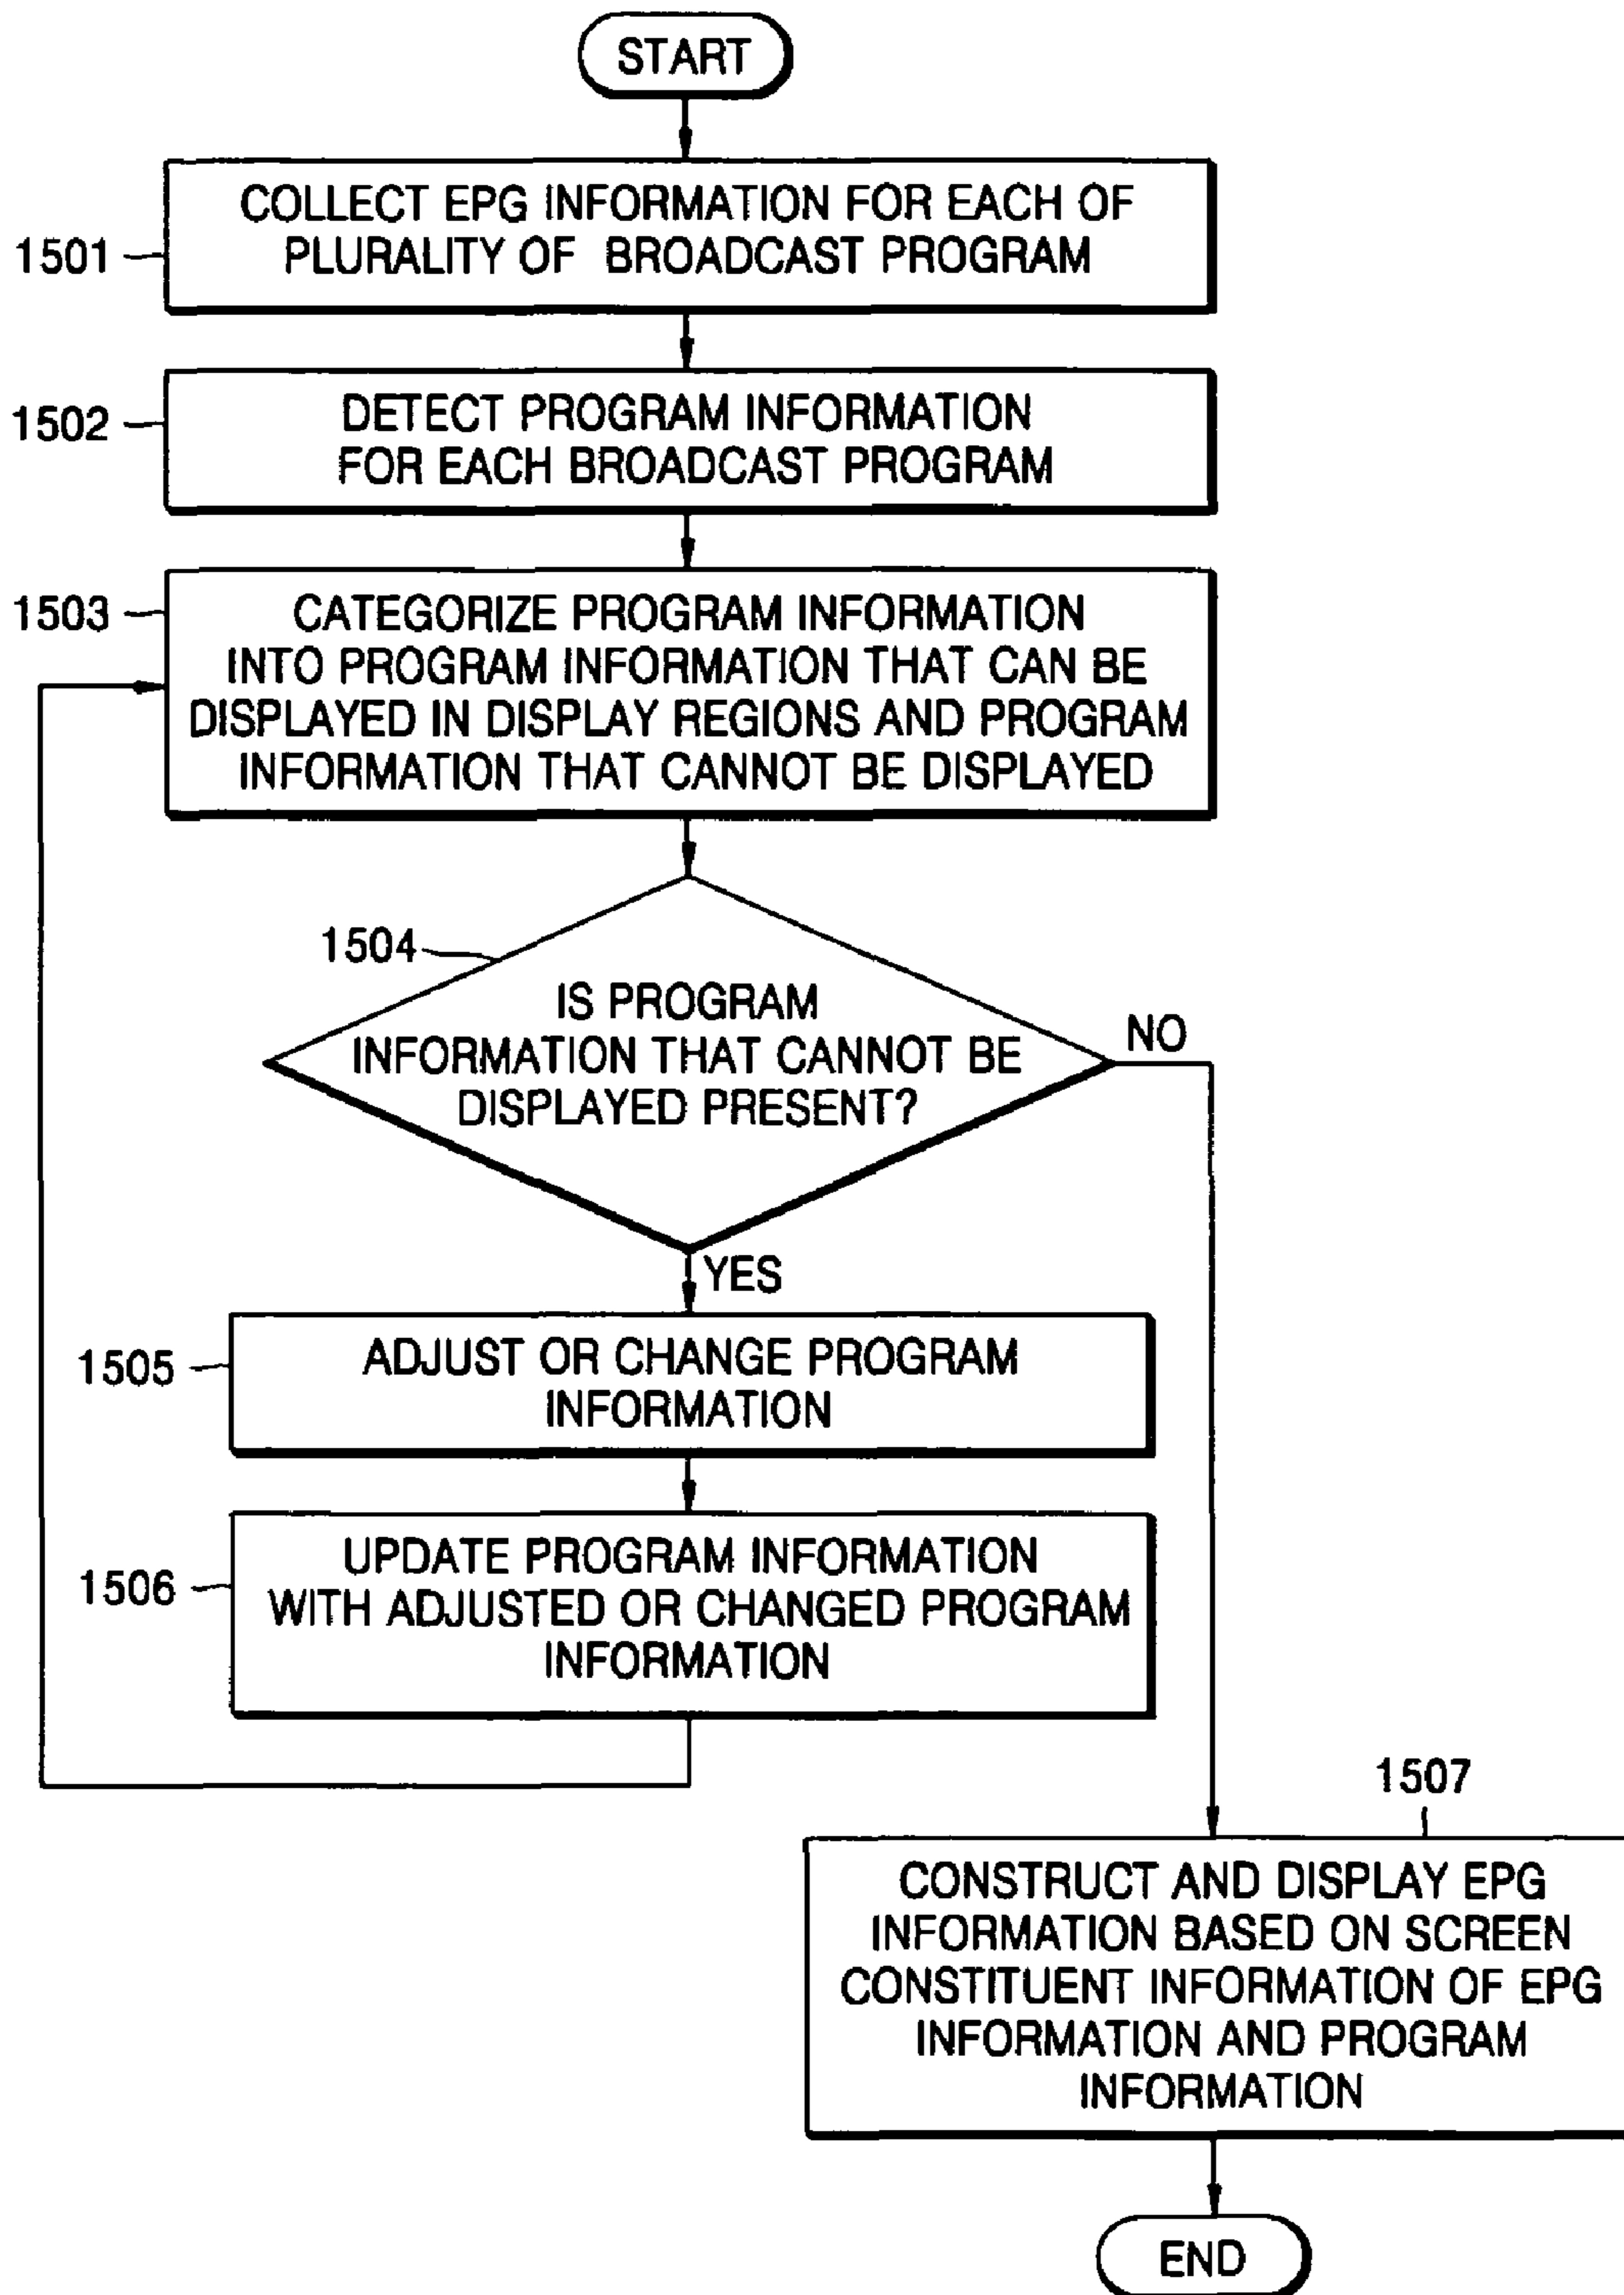 START
1501
COLLECT EPG INFORMATION FOR EACH OF
PLURALITY OF BROADCAST PROGRAM
1502
DETECT PROGRAM INFORMATION
FOR EACH BROADCAST PROGRAM
1503
CATEGORIZE PROGRAM INFORMATION
INTO PROGRAM INFORMATION THAT CAN BE
DISPLAYED IN DISPLAY REGIONS AND PROGRAM
INFORMATION THAT CANNOT BE DISPLAYED
1504
IS PROGRAM
INFORMATION THAT CANNOT BE
DISPLAYED PRESENT?
NO
YES
1505
ADJUST OR CHANGE PROGRAM
INFORMATION
1506
UPDATE PROGRAM INFORMATION
WITH ADJUSTED OR CHANGED PROGRAM
INFORMATION
1507
CONSTRUCT AND DISPLAY EPG
INFORMATION BASED ON SCREEN
CONSTITUENT INFORMATION OF EPG
INFORMATION AND PROGRAM
INFORMATION
END